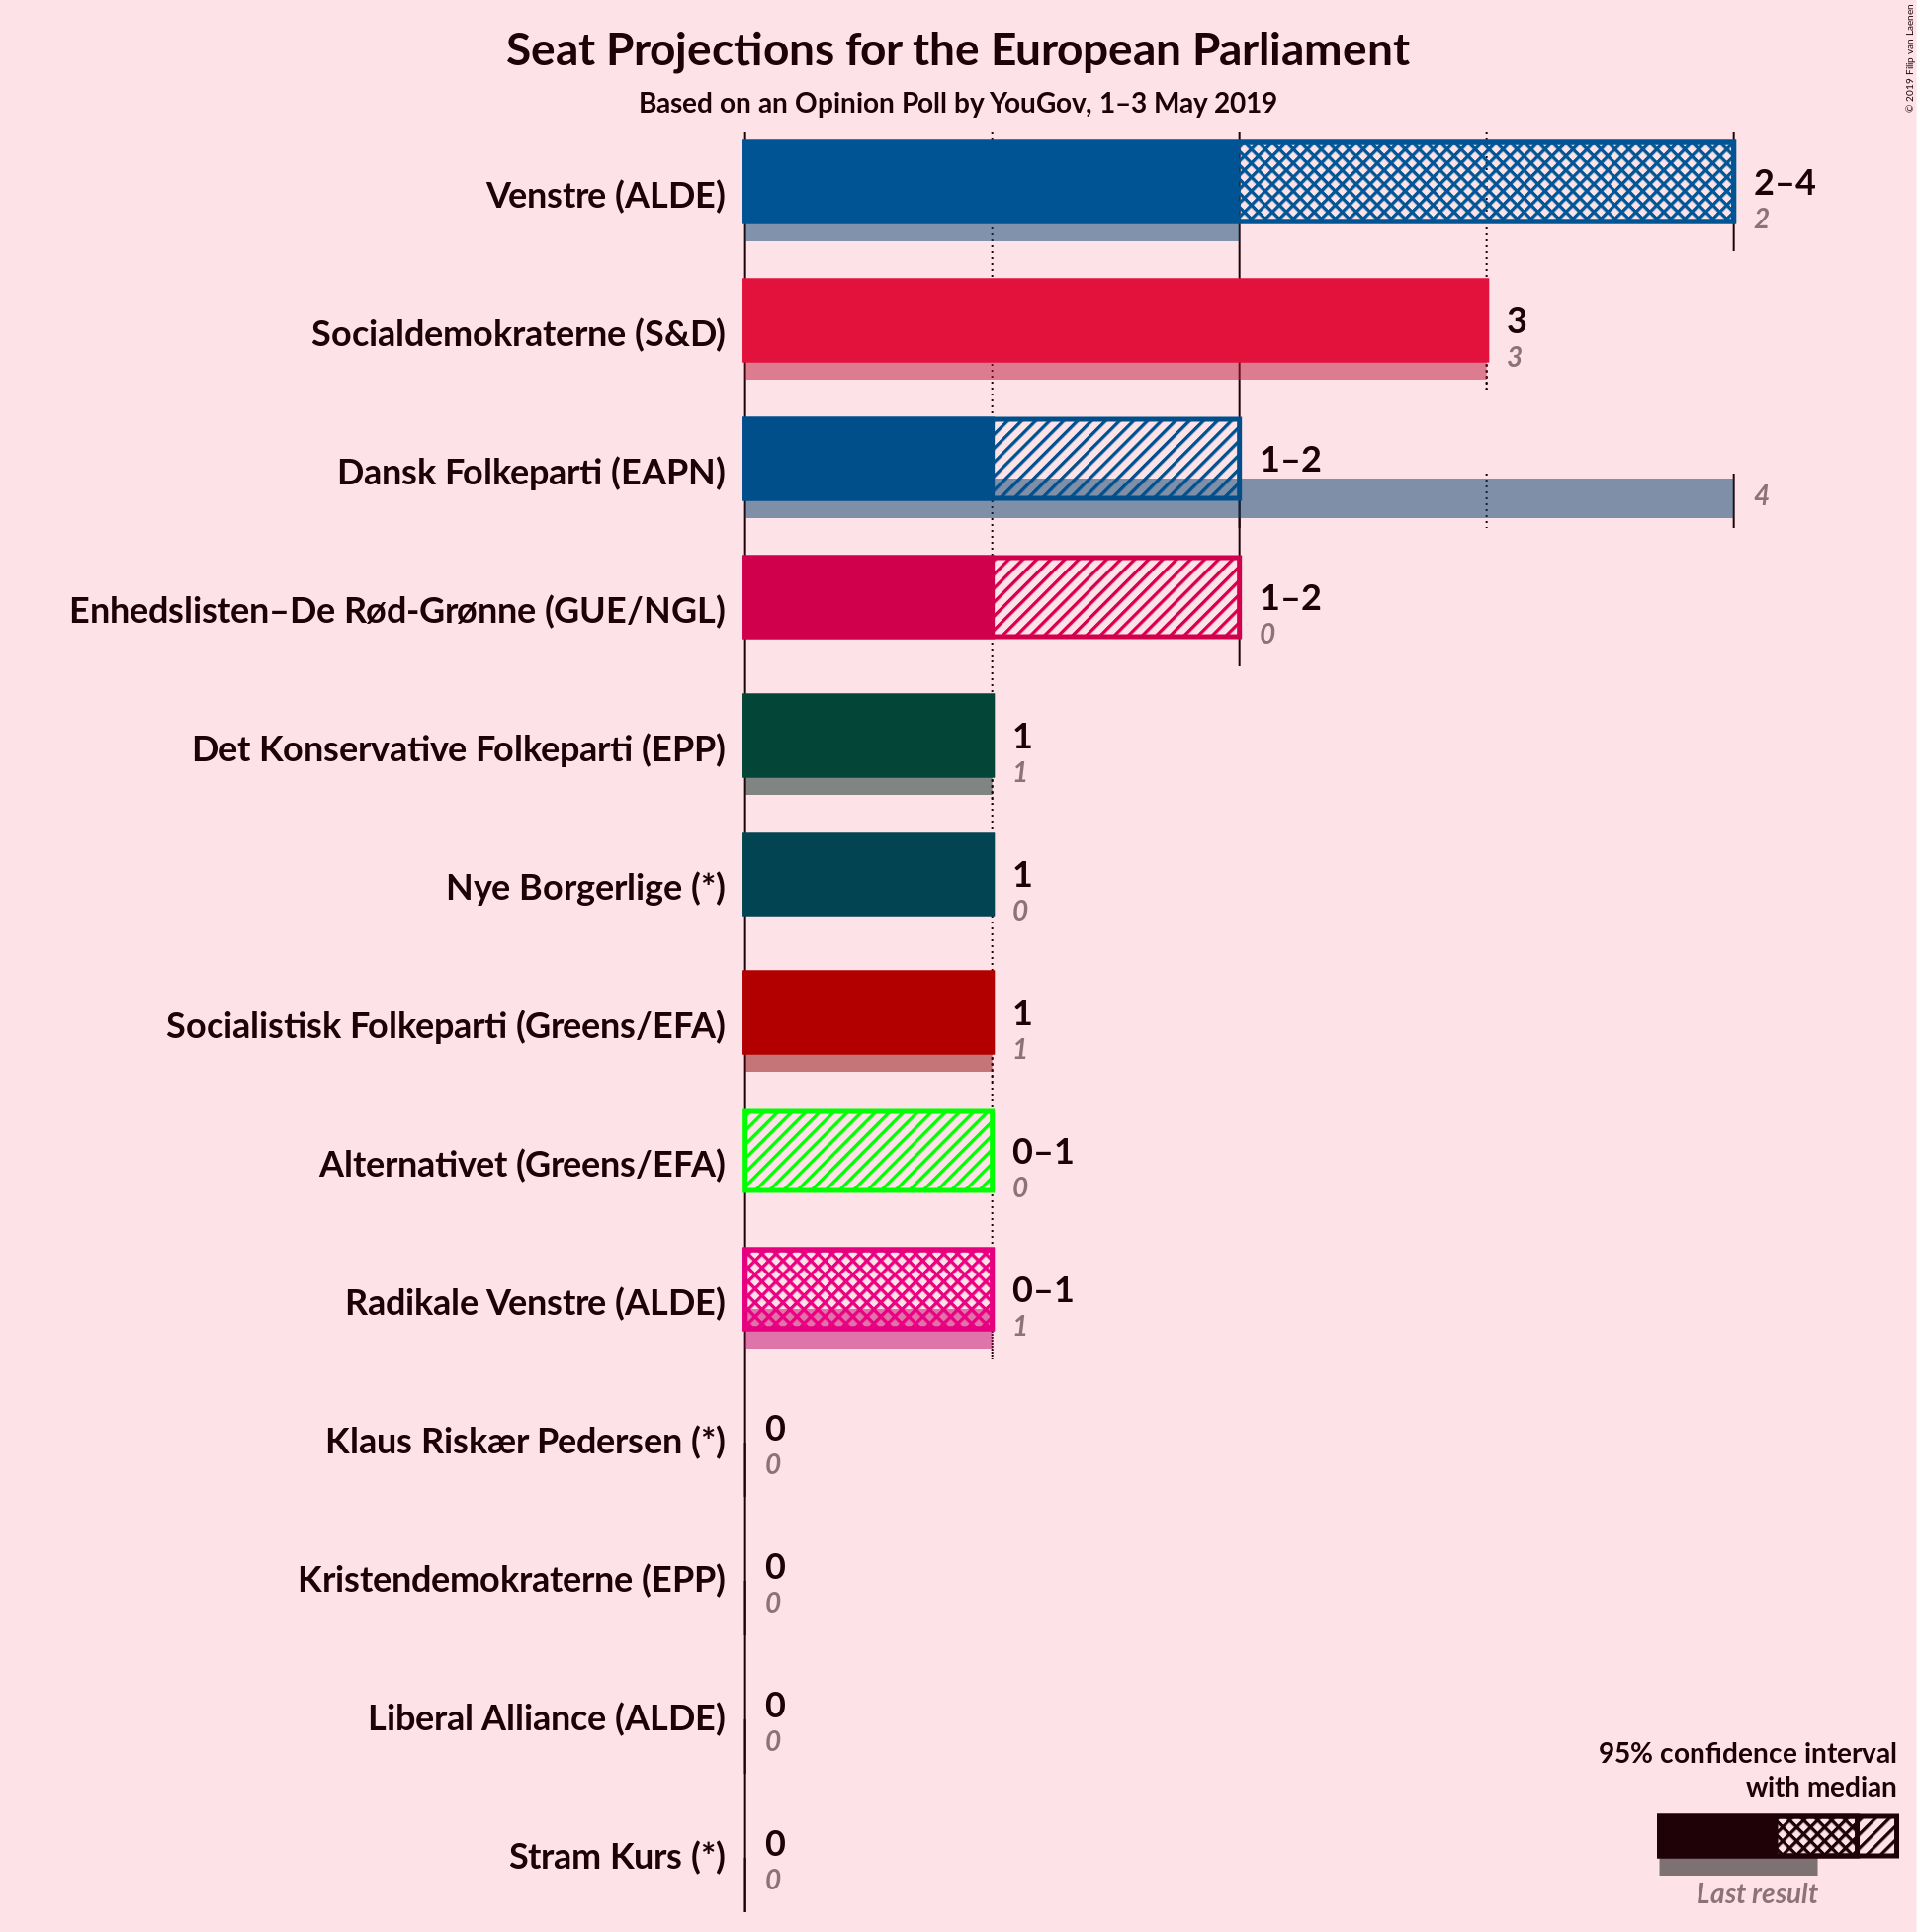 Seat Projections for the European Parliament
Based on an Opinion Poll by YouGov, 1–3 May 2019
© 2019 Filip van Laenen
Venstre (ALDE)
2–4
2
Socialdemokraterne (S&D)
3
3
Dansk Folkeparti (EAPN)
1–2
4
Enhedslisten–De Rød-Grønne (GUE/NGL)
1–2
0
Det Konservative Folkeparti (EPP)
1
1
Nye Borgerlige (*)
1
0
Socialistisk Folkeparti (Greens/EFA)
1
1
Alternativet (Greens/EFA)
0–1
0
Radikale Venstre (ALDE)
0–1
1
Klaus Riskær Pedersen (*)
0
0
Kristendemokraterne (EPP)
0
0
Liberal Alliance (ALDE)
0
0
Stram Kurs (*)
0
0
95% confidence interval
with median
Last result